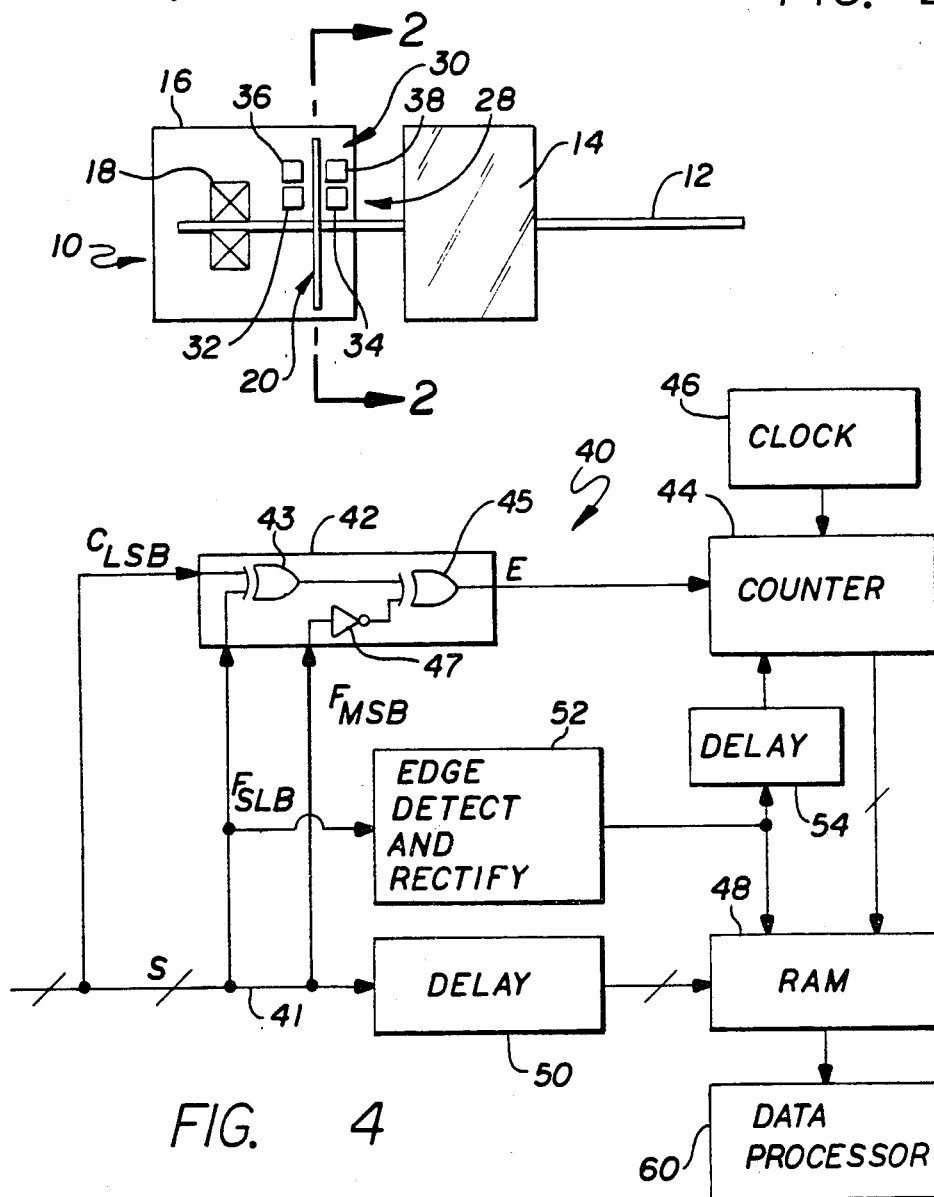 FIG.
2
16
36
30
38
28
18
14
12
10
32
20
34
2
46
CLOCK
40
44
42
43
45
C LSB
E
COUNTER
47
F MSB
52
F SLB
EDGE
DETECT
AND
RECTIFY
DELAY
54
48
S
41
DELAY
RAM
50
FIG. 4
DATA
PROCESSOR
60